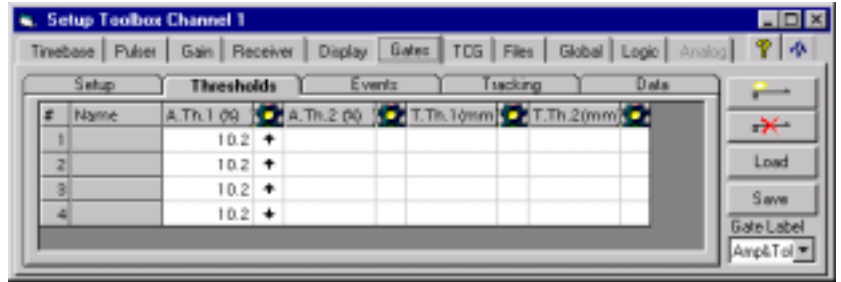 Setup Toolbox Channel 1
Timebase Pulser Gain Receiver Display Gates TCG Files Global Logic Analog
Setup Thresholds Events Tracking Data
# Name A.Th.1 (%) A.Th.2 (%) T.Th.1(mm) T.Th.2(mm)
1 10.2
2 10.2
3 10.2
4 10.2
Load
Save
Gate Label
Amp&Tol